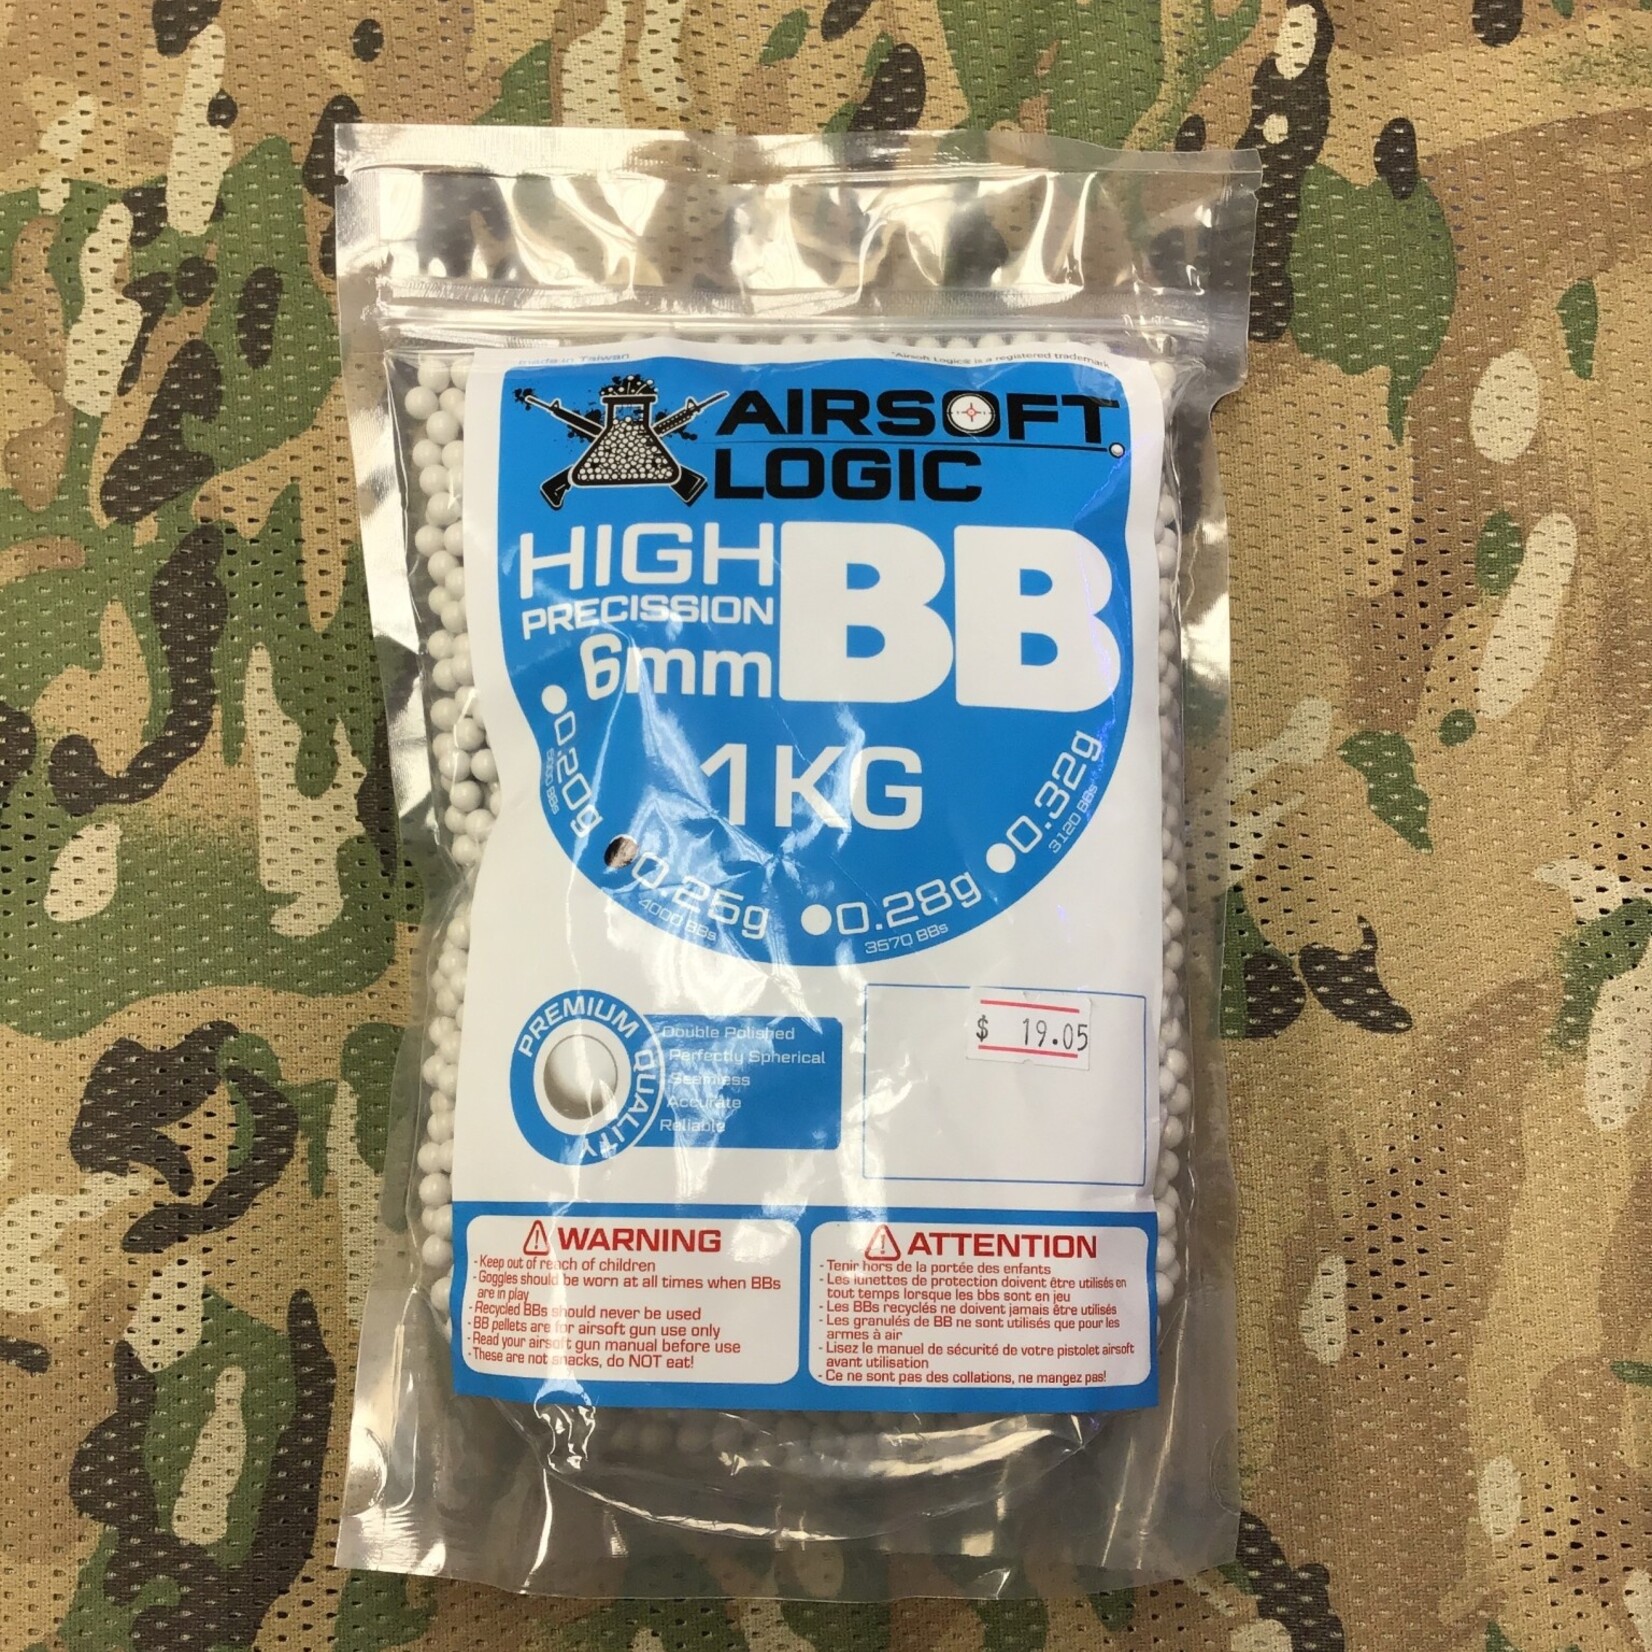 made in Taiwan
*Airsoft Logic® is a registered trademark
AIRSOFT
LOGIC
HIGH
PRECISSION
6mm
BB
1KG
0.20g
5000 BBs
0.25g
4000 BBs
0.28g
3570 BBs
0.32g
3120 BBs
PREMIUM QUALITY
Double Polished
Perfectly Spherical
Seamless
Accurate
Reliable
$ 19.05
WARNING
- Keep out of reach of children
- Goggles should be worn at all times when BBs
are in play
- Recycled BBs should never be used
- BB pellets are for airsoft gun use only
- Read your airsoft gun manual before use
- These are not snacks, do NOT eat!
ATTENTION
- Tenir hors de la portée des enfants
- Les lunettes de protection doivent être utilisés en
tout temps lorsque les bbs sont en jeu
- Les BBs recyclés ne doivent jamais être utilisés
- Les granulés de BB ne sont utilisés que pour les
armes à air
- Lisez le manuel de sécurité de votre pistolet airsoft
avant utilisation
- Ce ne sont pas des collations, ne mangez pas!